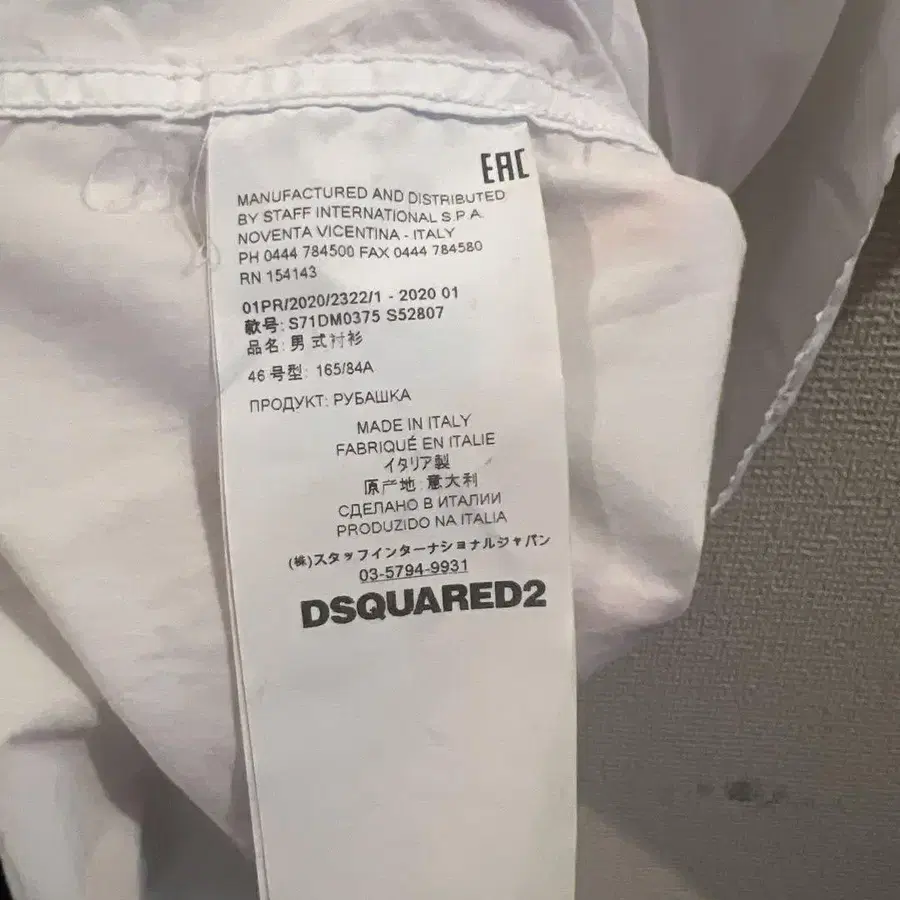 EAC
MANUFACTURED AND DISTRIBUTED
BY STAFF INTERNATIONAL S.P.A.
NOVENTA VICENTINA - ITALY
PH 0444 784500 FAX 0444 784580
RN 154143
01PR/2020/2322/1 - 2020 01
款号: S71DM0375 S52807
品名: 男 式衬衫
46 号型: 165/84A
ПРОДУКТ: РУБАШКА
MADE IN ITALY
FABRIQUÉ EN ITALIE
イタリア製
原产地: 意大利
СДЕЛАНО В ИТАЛИИ
PRODUZIDO NA ITALIA
(株)スタッフインターナショナルジャパン
03-5794-9931
DSQUARED2